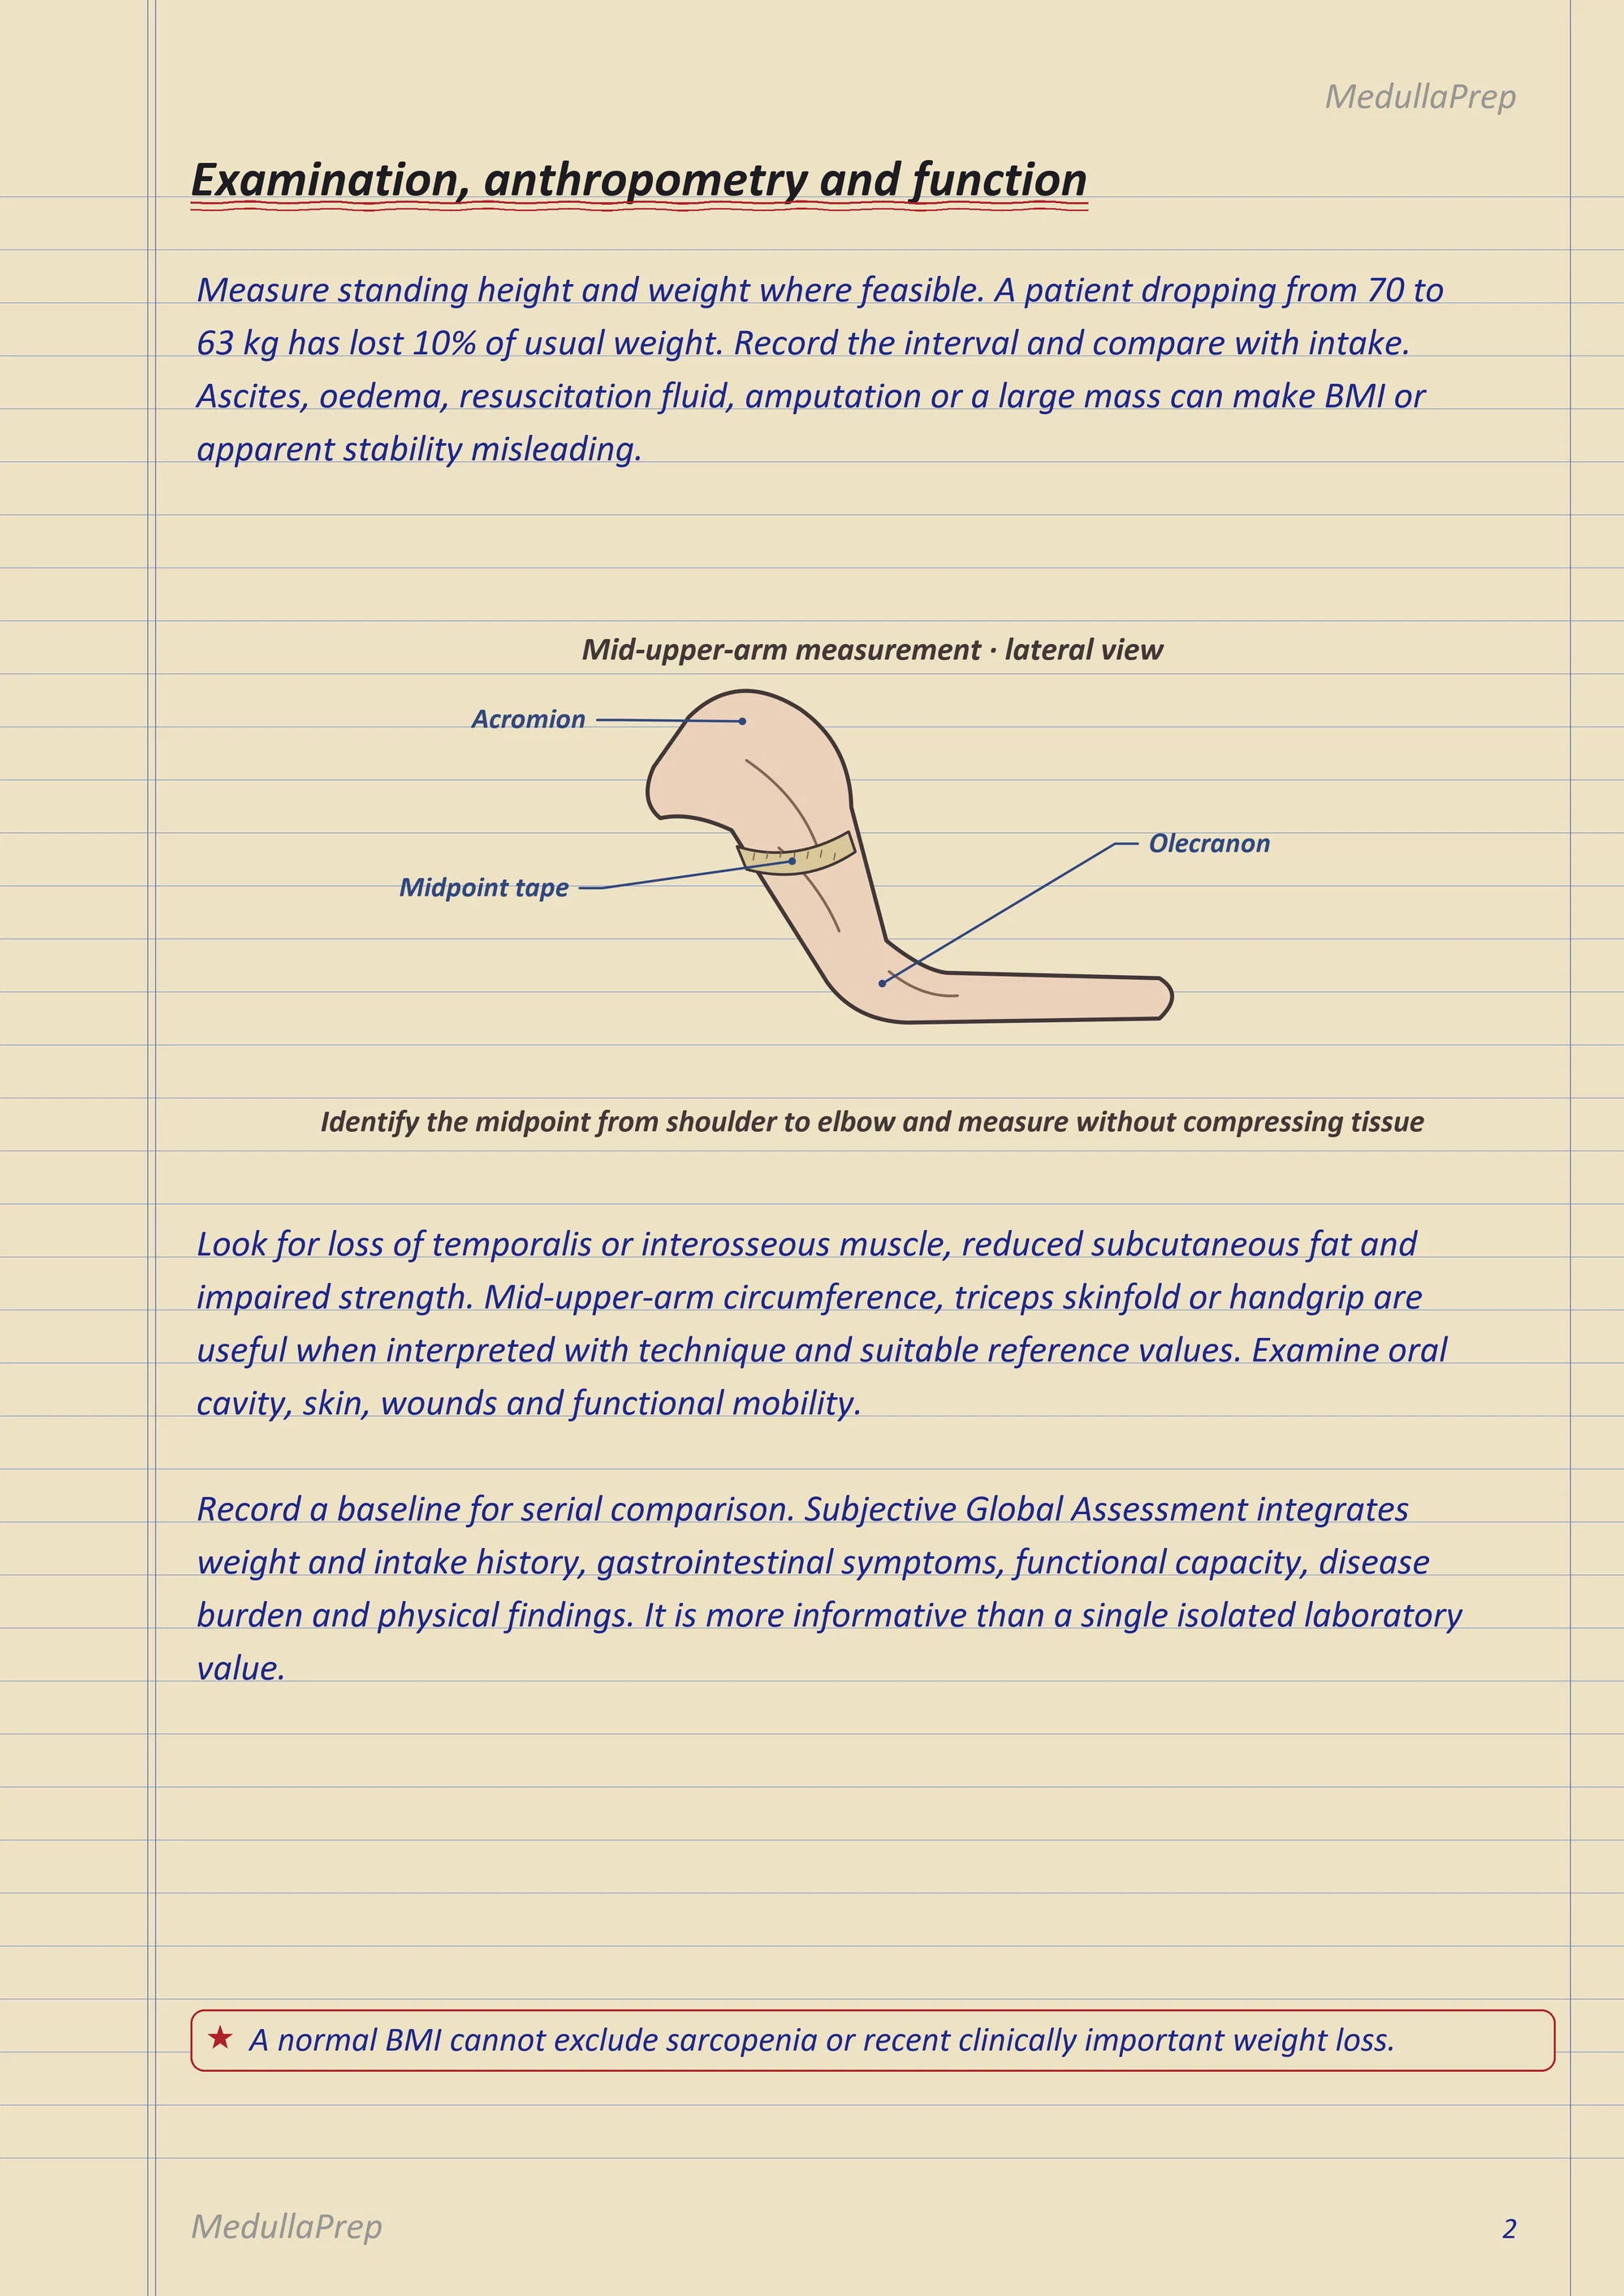 MedullaPrep
Examination, anthropometry and function
Measure standing height and weight where feasible. A patient dropping from 70 to
63 kg has lost 10% of usual weight. Record the interval and compare with intake.
Ascites, oedema, resuscitation fluid, amputation or a large mass can make BMI or
apparent stability misleading.
Mid-upper-arm measurement · lateral view
Acromion
Olecranon
Midpoint tape
Identify the midpoint from shoulder to elbow and measure without compressing tissue
Look for loss of temporalis or interosseous muscle, reduced subcutaneous fat and
impaired strength. Mid-upper-arm circumference, triceps skinfold or handgrip are
useful when interpreted with technique and suitable reference values. Examine oral
cavity, skin, wounds and functional mobility.
Record a baseline for serial comparison. Subjective Global Assessment integrates
weight and intake history, gastrointestinal symptoms, functional capacity, disease
burden and physical findings. It is more informative than a single isolated laboratory
value.
★ A normal BMI cannot exclude sarcopenia or recent clinically important weight loss.
MedullaPrep
2